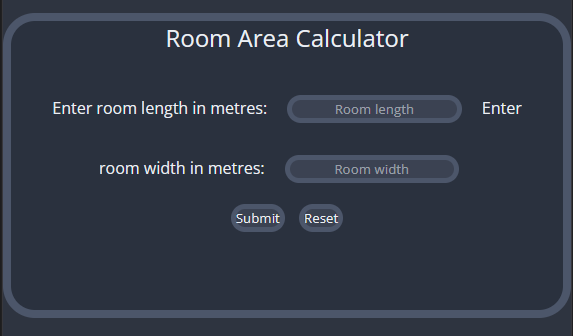 Room Area Calculator
Enter room length in metres: Room length Enter
room width in metres: Room width
Submit Reset